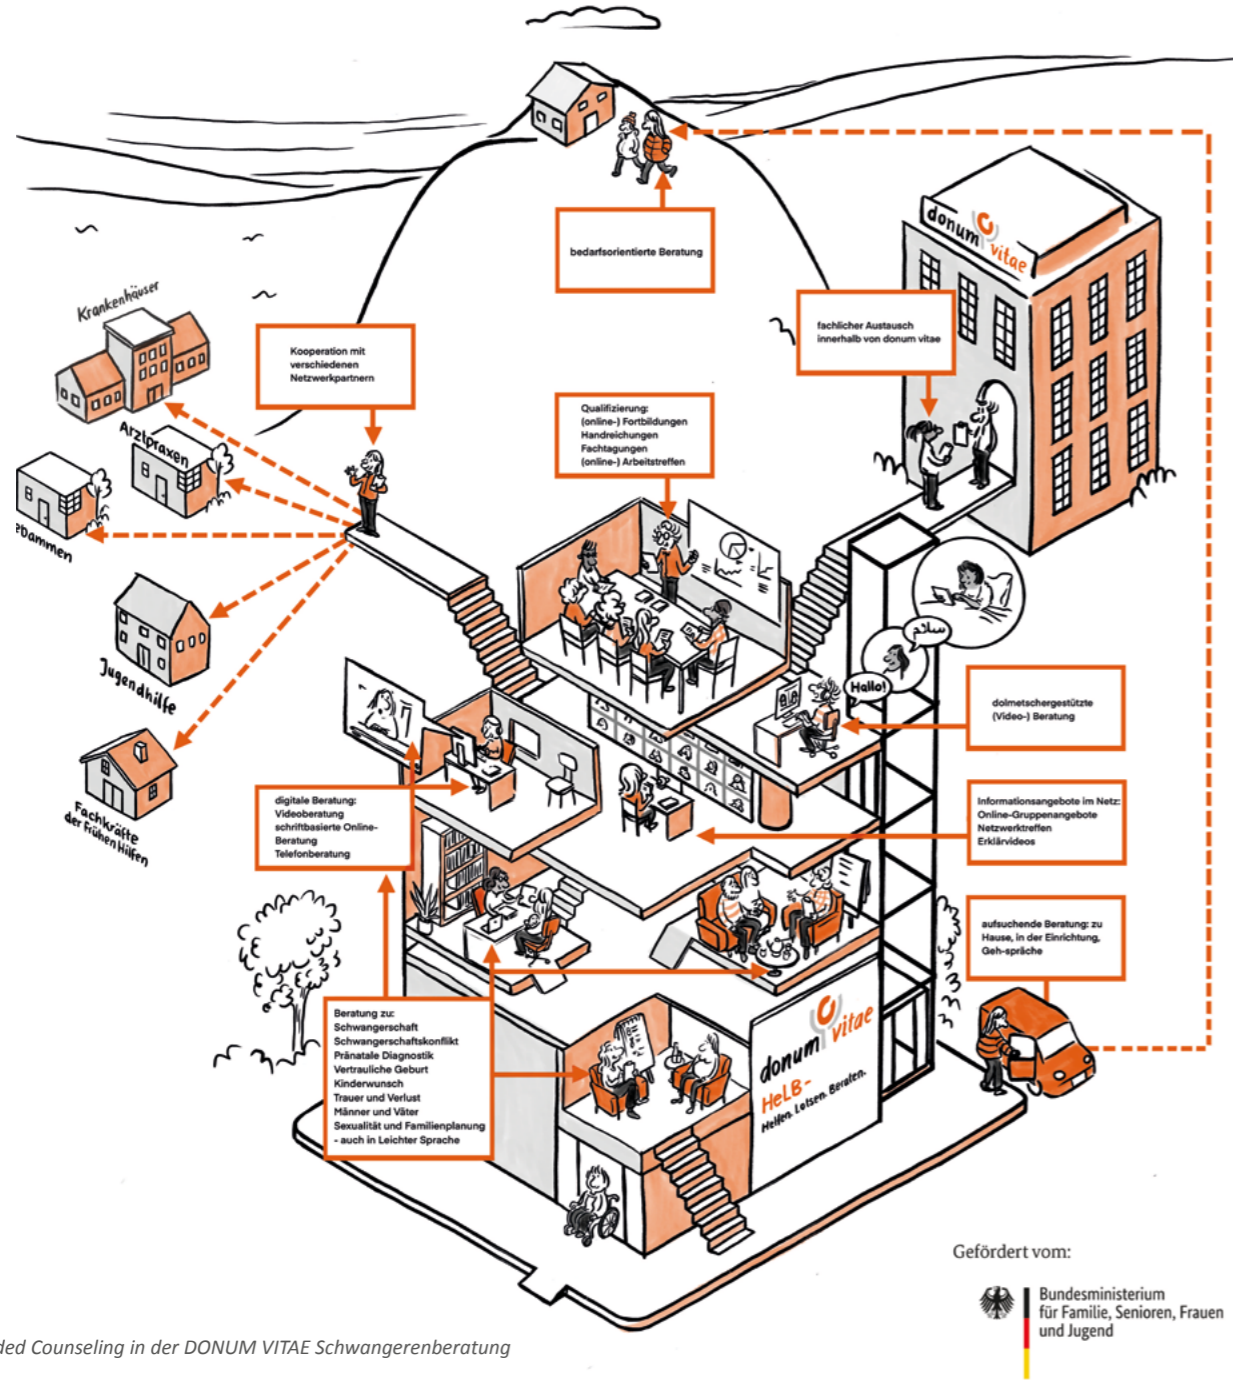 bedarfsorientierte Beratung
donum vitae
Krankenhäuser
fachlicher Austausch
innerhalb von donum vitae
Kooperation mit
verschiedenen
Netzwerkpartnern
Qualifizierung:
(online-) Fortbildungen
Handreichungen
Fachtagungen
(online-) Arbeitstreffen
Arztpraxen
ebammen
Jugendhilfe
Fachkräfte
der Frühen Hilfen
سلام
Hallo!
dolmetschergestützte
(Video-) Beratung
digitale Beratung:
Videoberatung
schriftbasierte Online-
Beratung
Telefonberatung
Informationsangebote im Netz:
Online-Gruppenangebote
Netzwerktreffen
Erklärvideos
aufsuchende Beratung: zu
Hause, in der Einrichtung,
Geh-spräche
Beratung zu:
Schwangerschaft
Schwangerschaftskonflikt
Pränatale Diagnostik
Vertrauliche Geburt
Kinderwunsch
Trauer und Verlust
Männer und Väter
Sexualität und Familienplanung
- auch in Leichter Sprache
donum vitae
HeLB-
Helfen. Lotsen. Beraten.
Gefördert vom:
Bundesministerium
für Familie, Senioren, Frauen
und Jugend
ded Counseling in der DONUM VITAE Schwangerenberatung